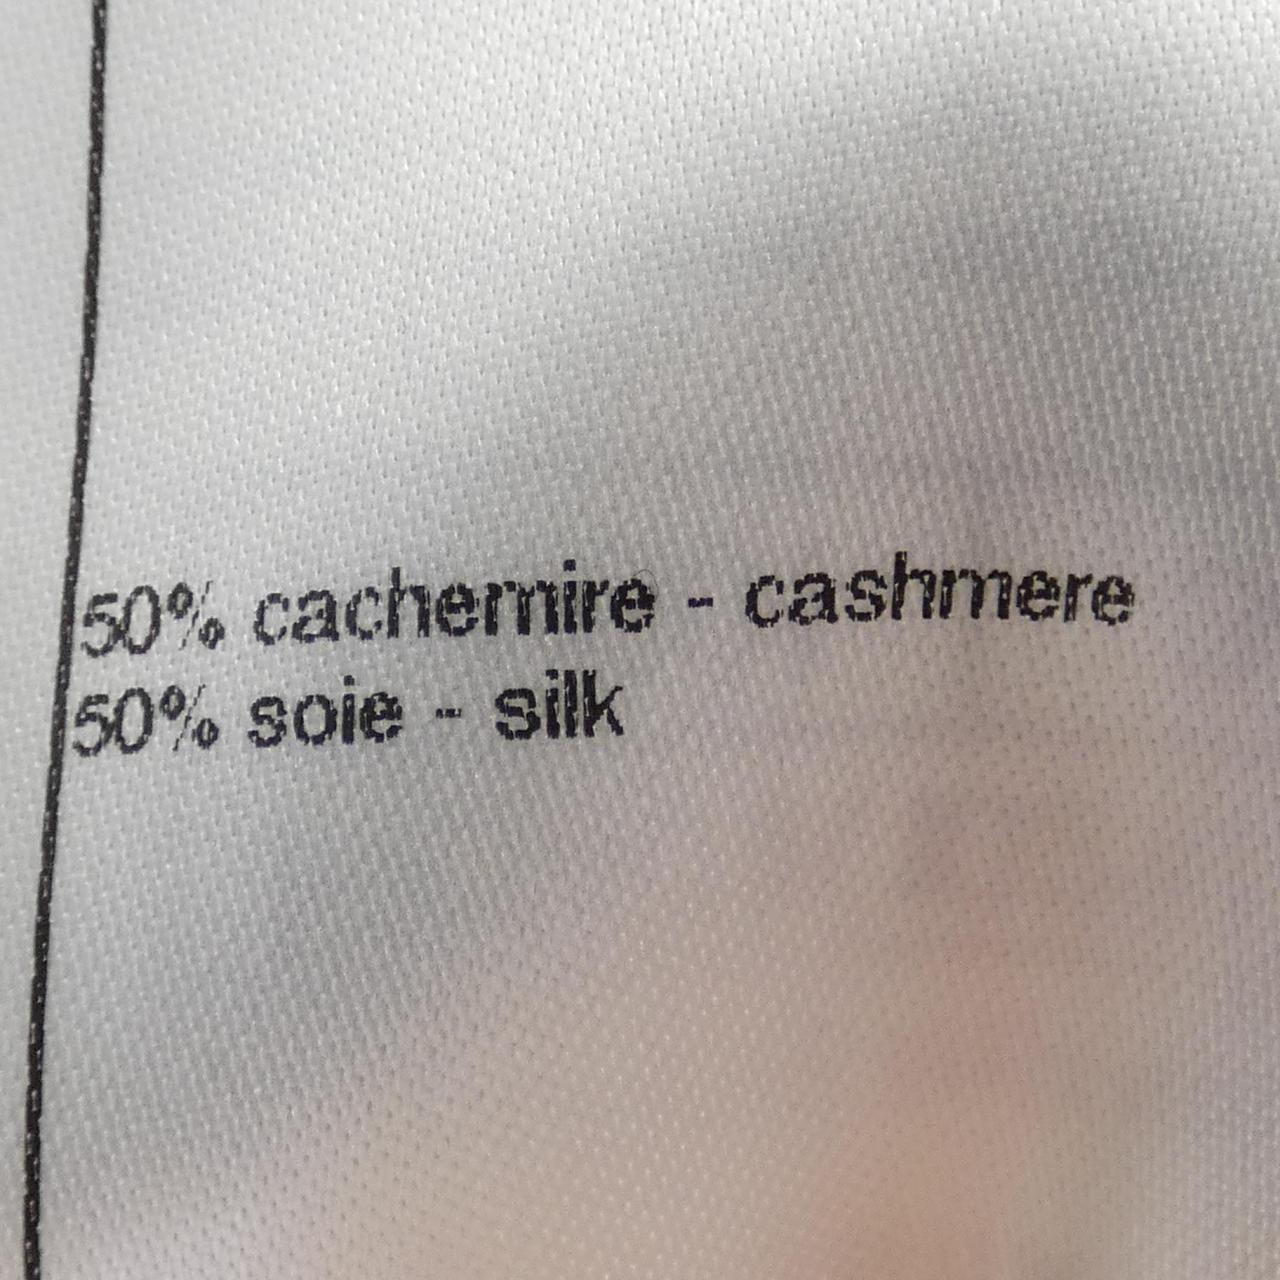 50% cachemire - cashmere
50% soie - silk